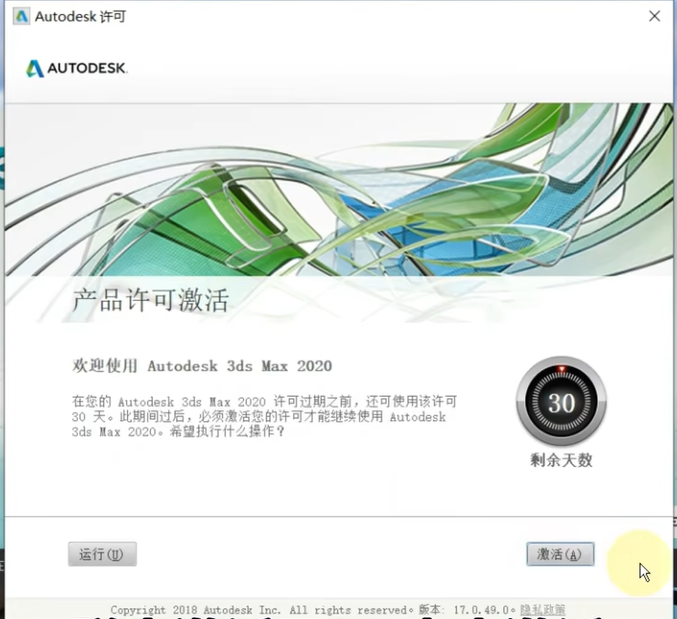 Autodesk 许可
AUTODESK.
产品许可激活
欢迎使用 Autodesk 3ds Max 2020
在您的 Autodesk 3ds Max 2020 许可过期之前，还可使用该许可
30 天。此期间过后，必须激活您的许可才能继续使用 Autodesk
3ds Max 2020。希望执行什么操作？
30
剩余天数
运行(U)
激活(A)
Copyright 2018 Autodesk Inc. All rights reserved。版本: 17.0.49.0。隐私政策